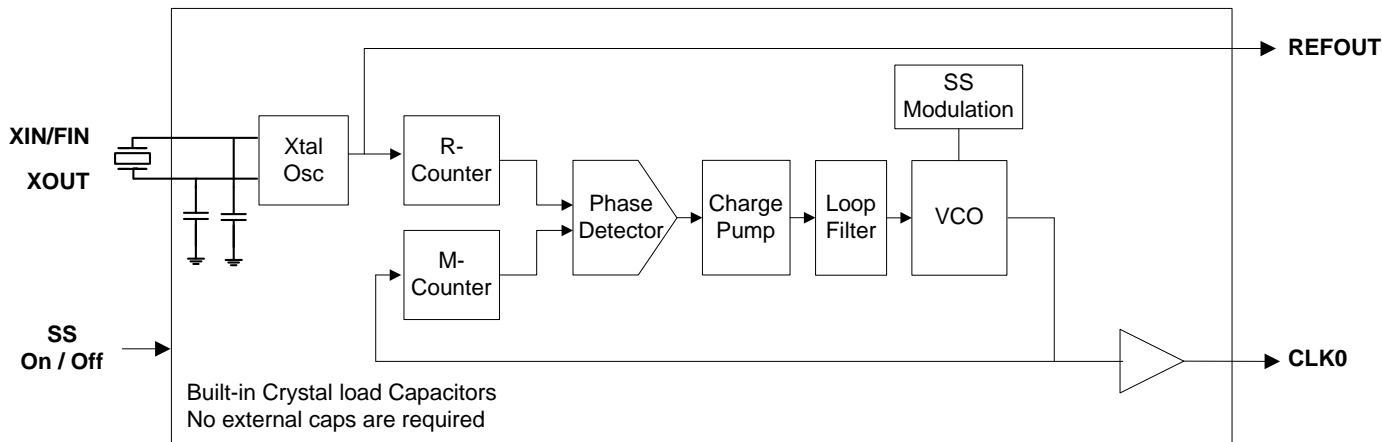 REFOUT
SS
Modulation
XIN/FIN
XOUT
Xtal
Osc
R-
Counter
Phase
Detector
Charge
Pump
Loop
Filter
VCO
M-
Counter
SS
On / Off
CLK0
Built-in Crystal load Capacitors
No external caps are required